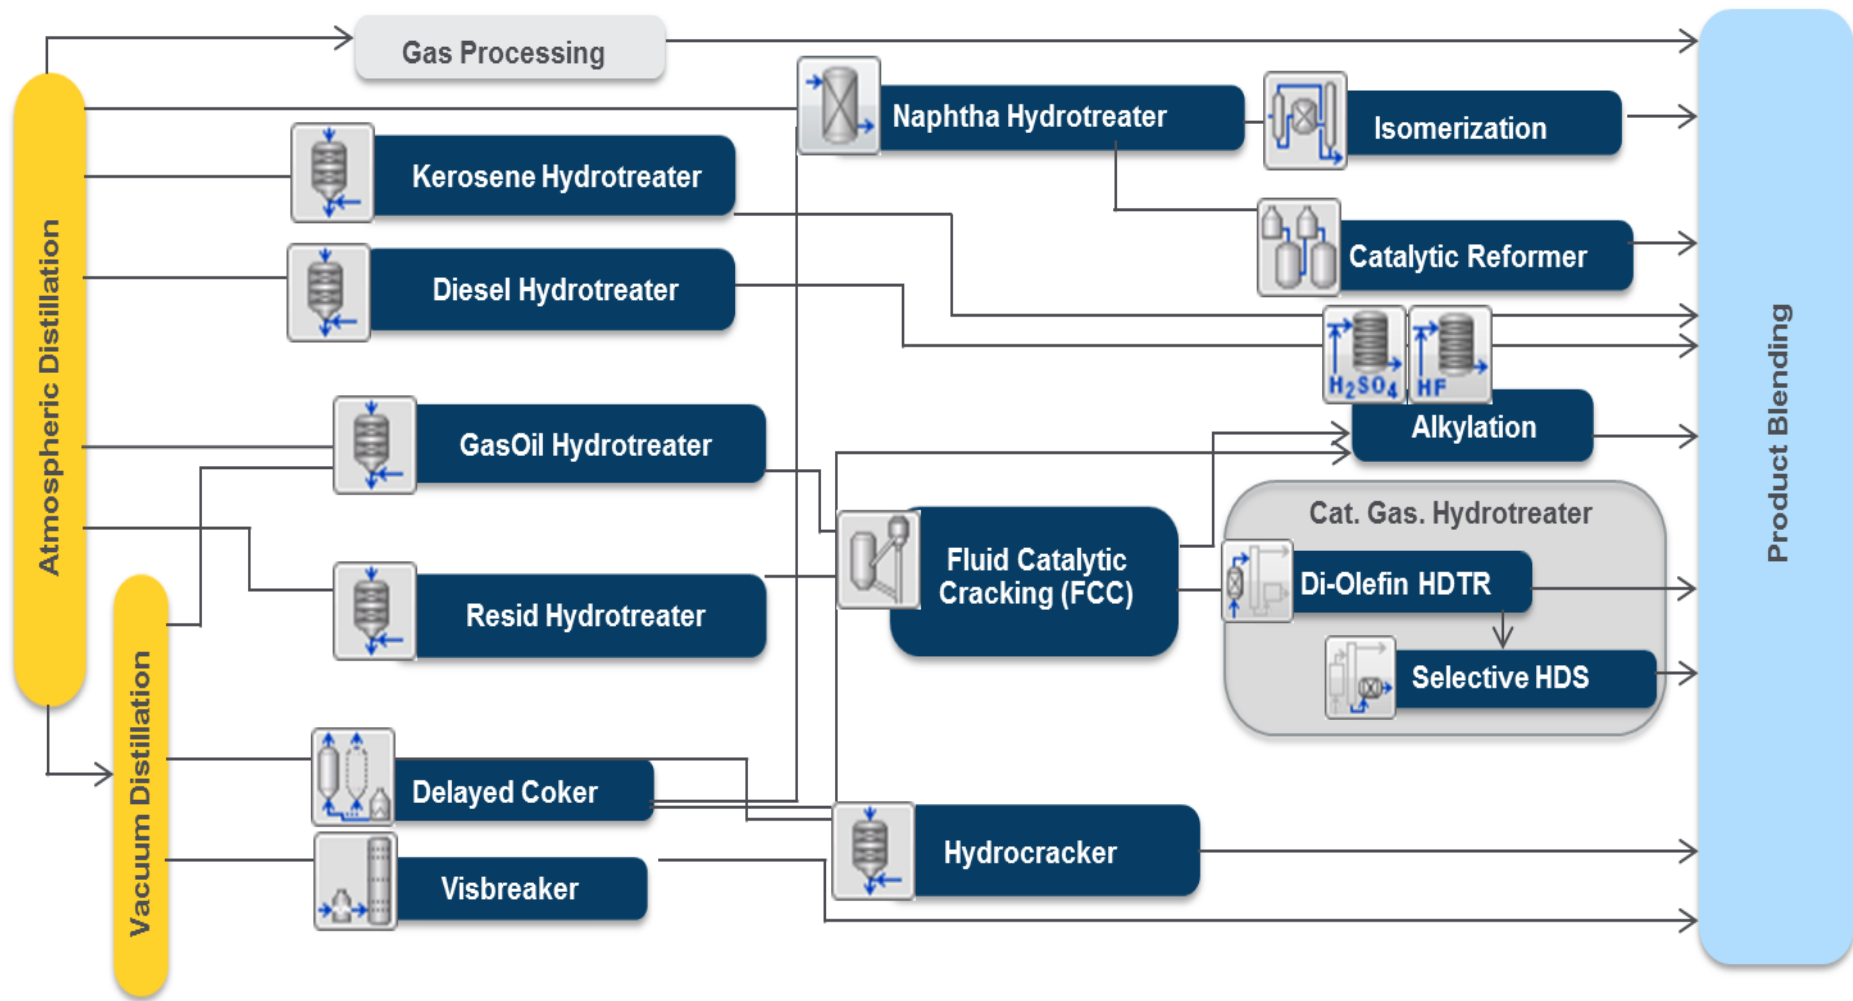 Gas Processing
Naphtha Hydrotreater
Isomerization
Kerosene Hydrotreater
Catalytic Reformer
Diesel Hydrotreater
H₂SO₄
HF
Alkylation
GasOil Hydrotreater
Cat. Gas. Hydrotreater
Fluid Catalytic
Cracking (FCC)
Di-Olefin HDTR
Resid Hydrotreater
Selective HDS
Delayed Coker
Hydrocracker
Visbreaker
Atmospheric Distillation
Vacuum Distillation
Product Blending